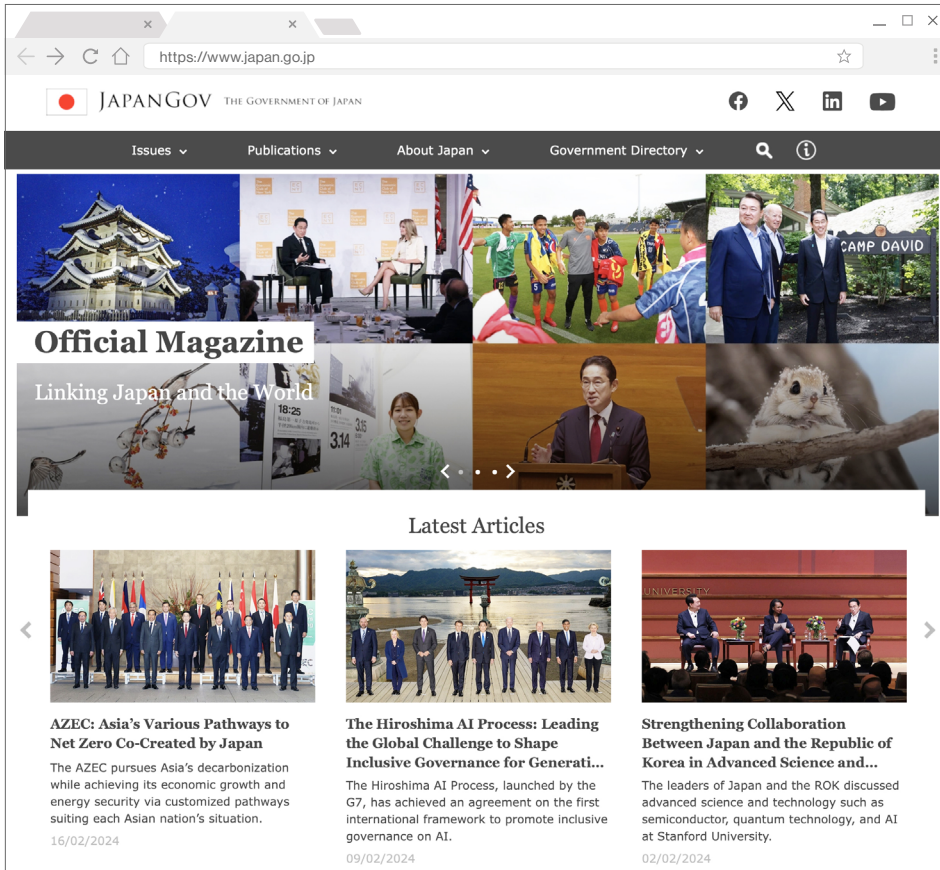 https://www.japan.go.jp
JAPANGOV THE GOVERNMENT OF JAPAN
Issues Publications About Japan Government Directory
CAMP DAVID
Official Magazine
Linking Japan and the World
18:25
3.14
3.15
Latest Articles
UNIVERSITY
AZEC: Asia’s Various Pathways to
Net Zero Co-Created by Japan
The AZEC pursues Asia’s decarbonization
while achieving its economic growth and
energy security via customized pathways
suiting each Asian nation’s situation.
16/02/2024
The Hiroshima AI Process: Leading
the Global Challenge to Shape
Inclusive Governance for Generati...
The Hiroshima AI Process, launched by the
G7, has achieved an agreement on the first
international framework to promote inclusive
governance on AI.
09/02/2024
Strengthening Collaboration
Between Japan and the Republic of
Korea in Advanced Science and...
The leaders of Japan and the ROK discussed
advanced science and technology such as
semiconductor, quantum technology, and AI
at Stanford University.
02/02/2024